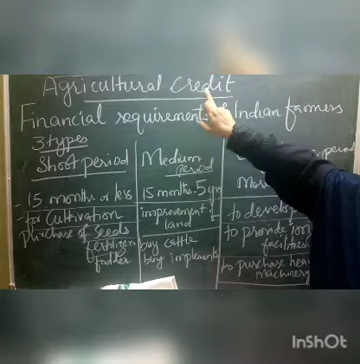 Agricultural Credit
Financial requirement of Indian farmers
3 types
Short period
15 months or less
for Cultivation
purchase of seeds
fertilizer
fodder
Medium
period
15 months-5 yrs
improvement
land
buy cattle
buy implements
period
to develop
to provide
facilities
to purchase
machinery
InShOt